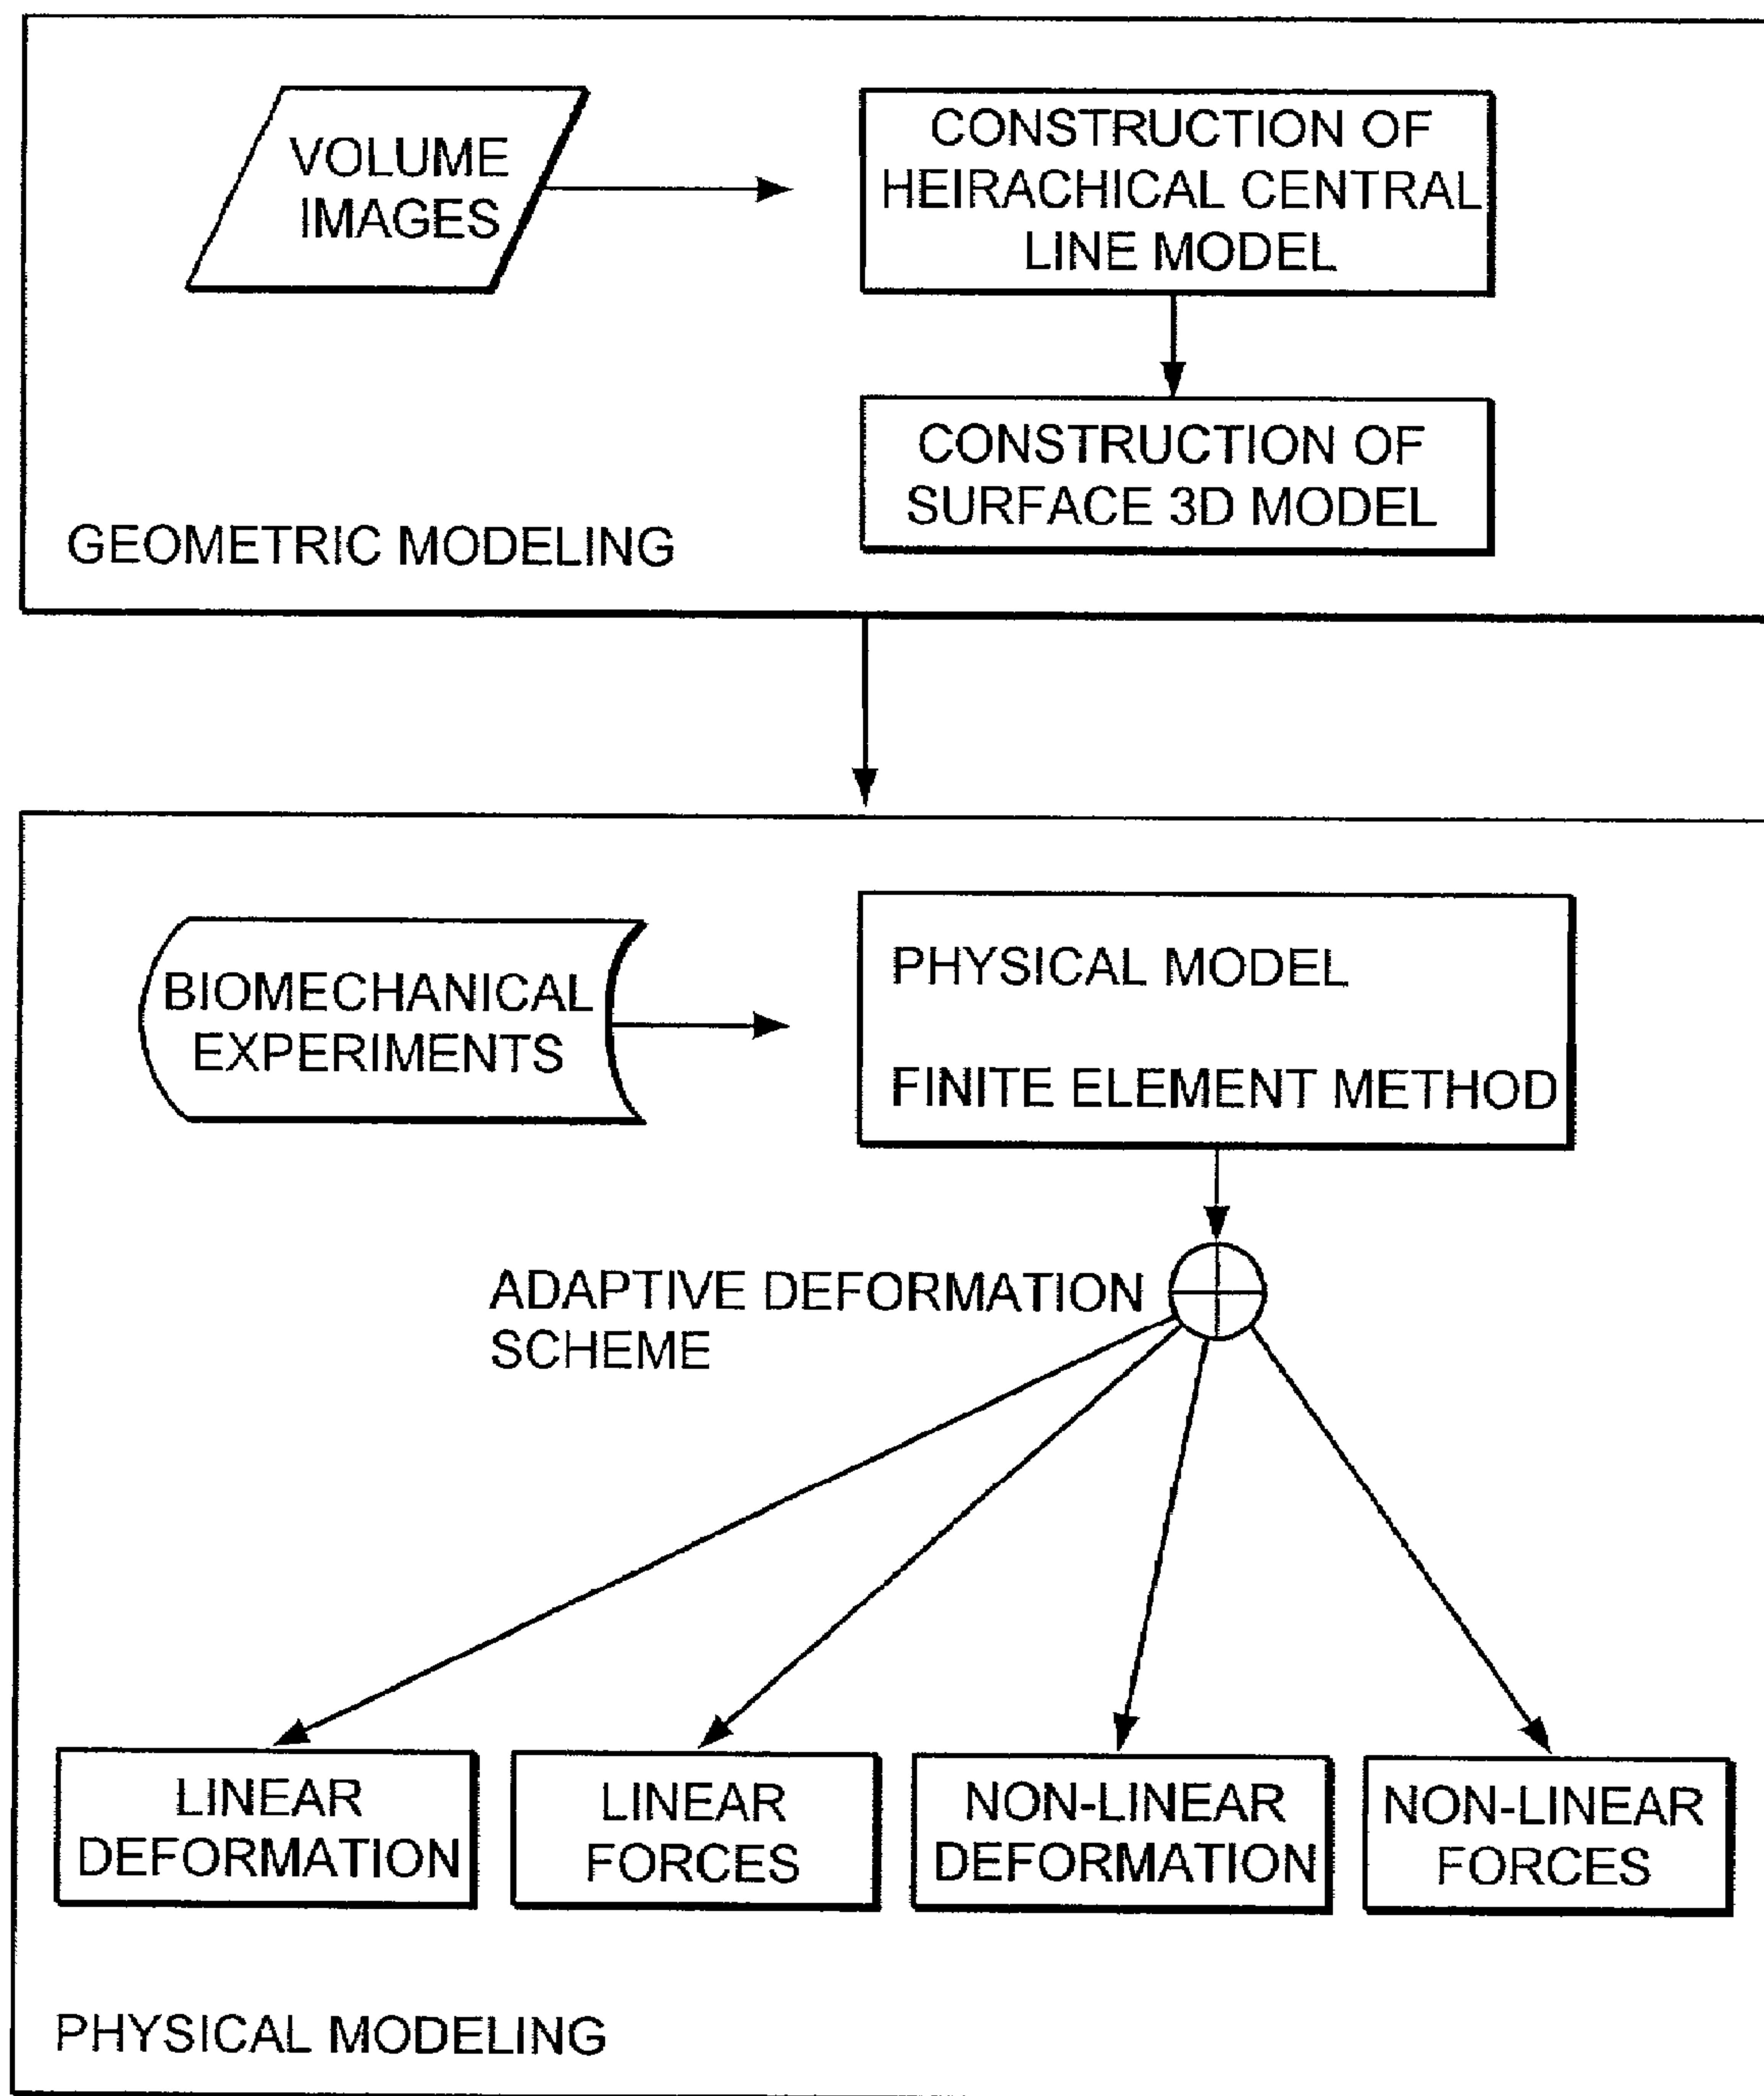 VOLUME
IMAGES
CONSTRUCTION OF
HEIRACHICAL CENTRAL
LINE MODEL
CONSTRUCTION OF
SURFACE 3D MODEL
GEOMETRIC MODELING
BIOMECHANICAL
EXPERIMENTS
PHYSICAL MODEL
FINITE ELEMENT METHOD
ADAPTIVE DEFORMATION
SCHEME
LINEAR
DEFORMATION
LINEAR
FORCES
NON-LINEAR
DEFORMATION
NON-LINEAR
FORCES
PHYSICAL MODELING